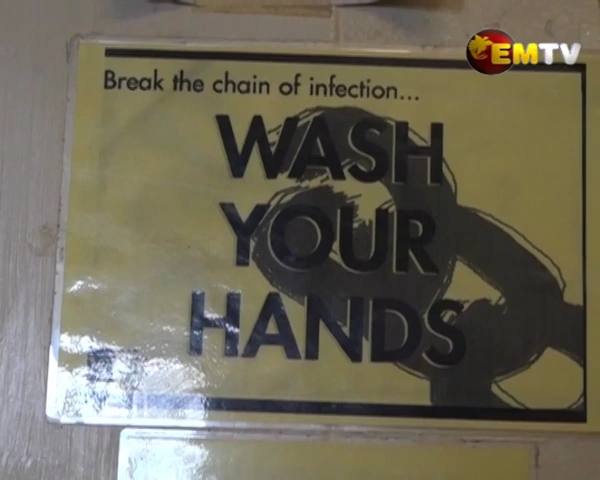 EMTV
Break the chain of infection...
WASH
YOUR
HANDS